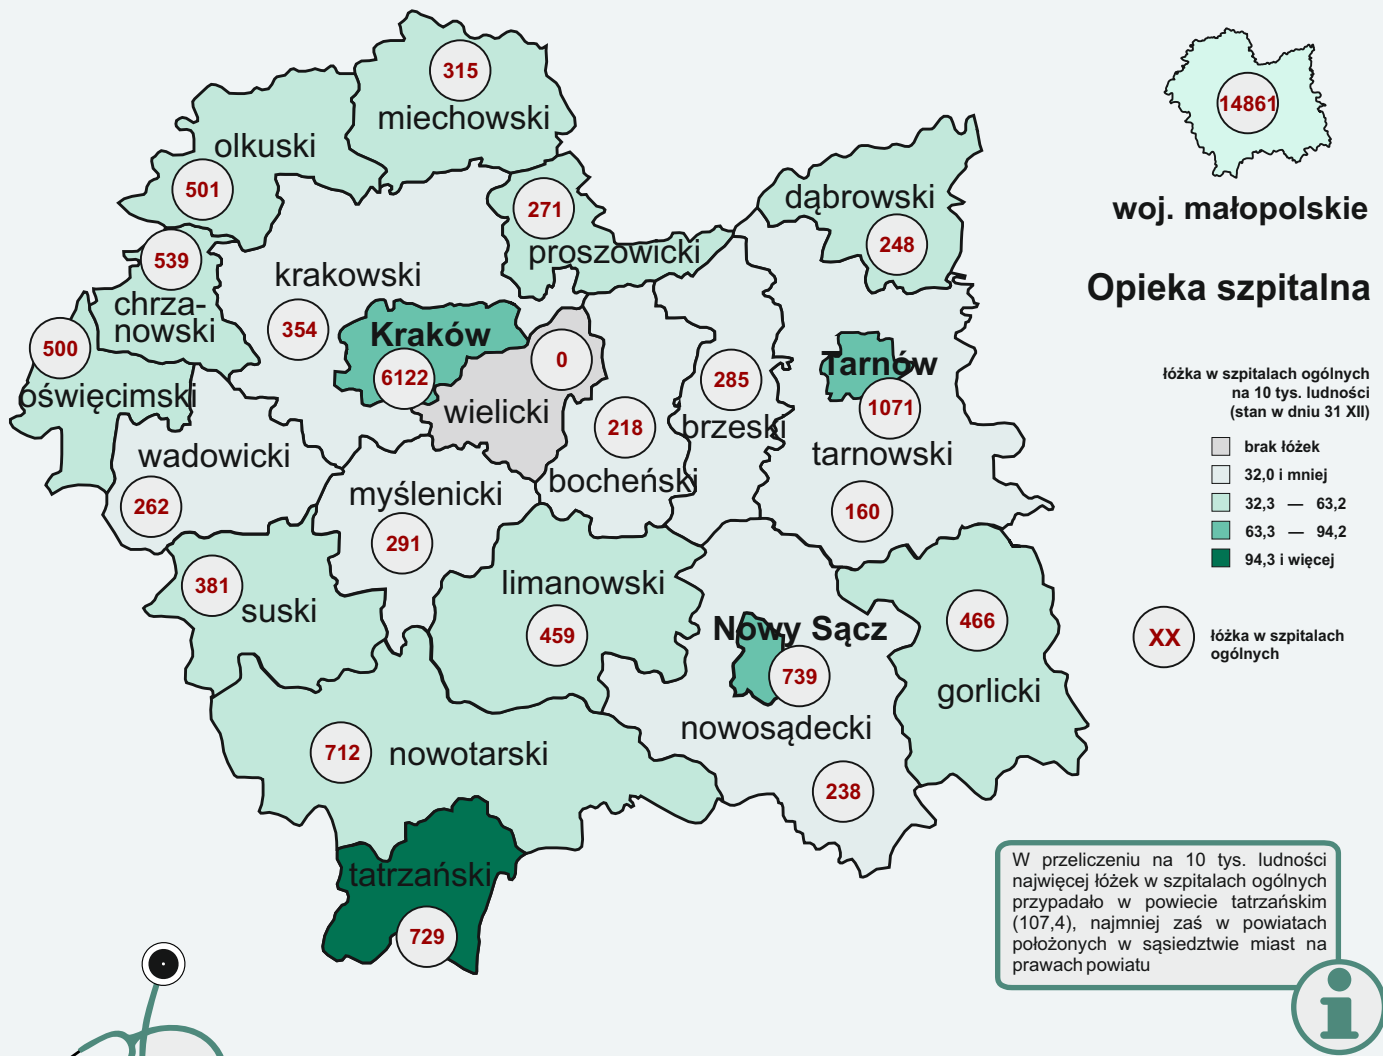 315
miechowski
olkuski
501
14861
271
proszowicki
dąbrowski
248
woj. małopolskie
539
chrza-
nowski
krakowski
354
Opieka szpitalna
500
oświęcimski
Kraków
6122
0
wielicki
285
brzeski
Tarnów
1071
tarnowski
160
218
bocheński
wadowicki
262
myślenicki
291
łóżka w szpitalach ogólnych
na 10 tys. ludności
(stan w dniu 31 XII)
brak łóżek
32,0 i mniej
32,3 — 63,2
63,3 — 94,2
94,3 i więcej
381
suski
limanowski
459
Nowy Sącz
739
nowosądecki
238
466
gorlicki
XX
łóżka w szpitalach
ogólnych
712
nowotarski
tatrzański
729
W przeliczeniu na 10 tys. ludności
najwięcej łóżek w szpitalach ogólnych
przypadało w powiecie tatrzańskim
(107,4), najmniej zaś w powiatach
położonych w sąsiedztwie miast na
prawach powiatu
i